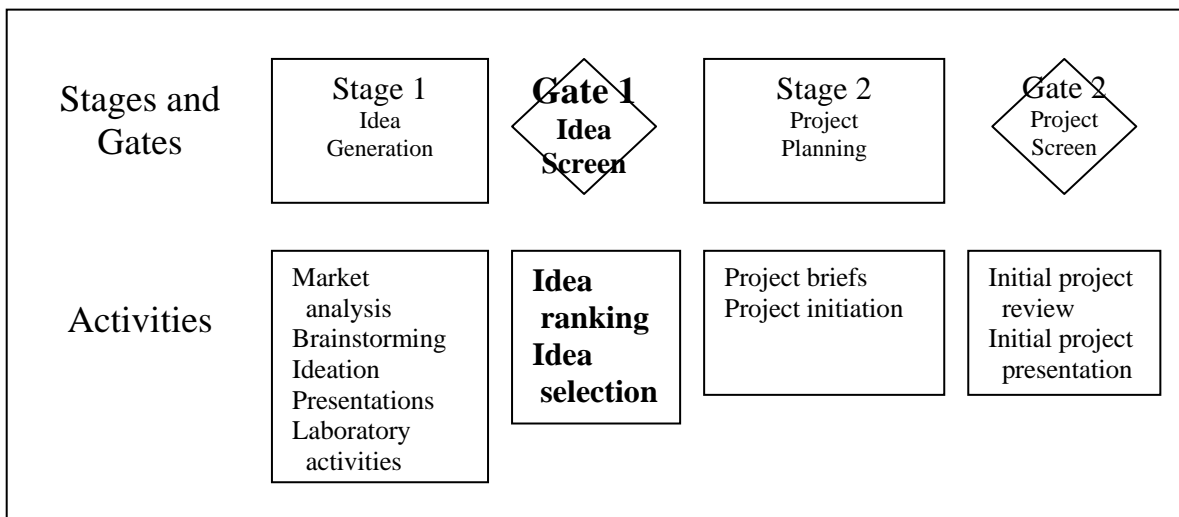 Stages and
Gates
Stage 1
Idea
Generation
Gate 1
Idea
Screen
Stage 2
Project
Planning
Gate 2
Project
Screen
Activities
Market
analysis
Brainstorming
Ideation
Presentations
Laboratory
activities
Idea
ranking
Idea
selection
Project briefs
Project initiation
Initial project
review
Initial project
presentation